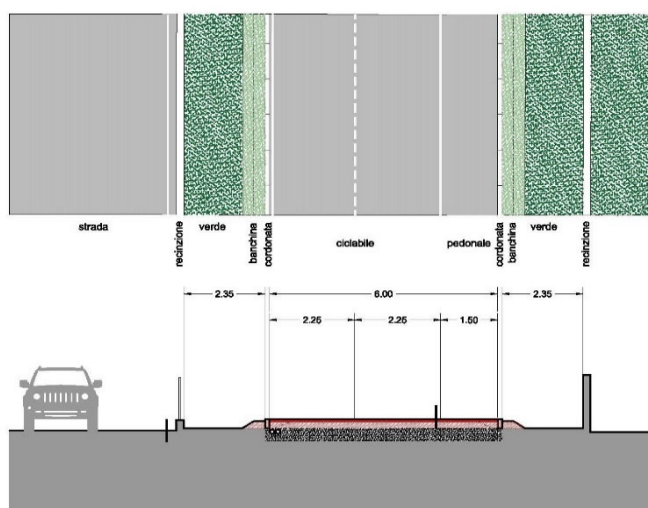 strada
recinzione
verde
banchina
cordonata
ciclabile
pedonale
cordonata
banchina
verde
recinzione
2.35
6.00
2.35
2.25
2.25
1.50